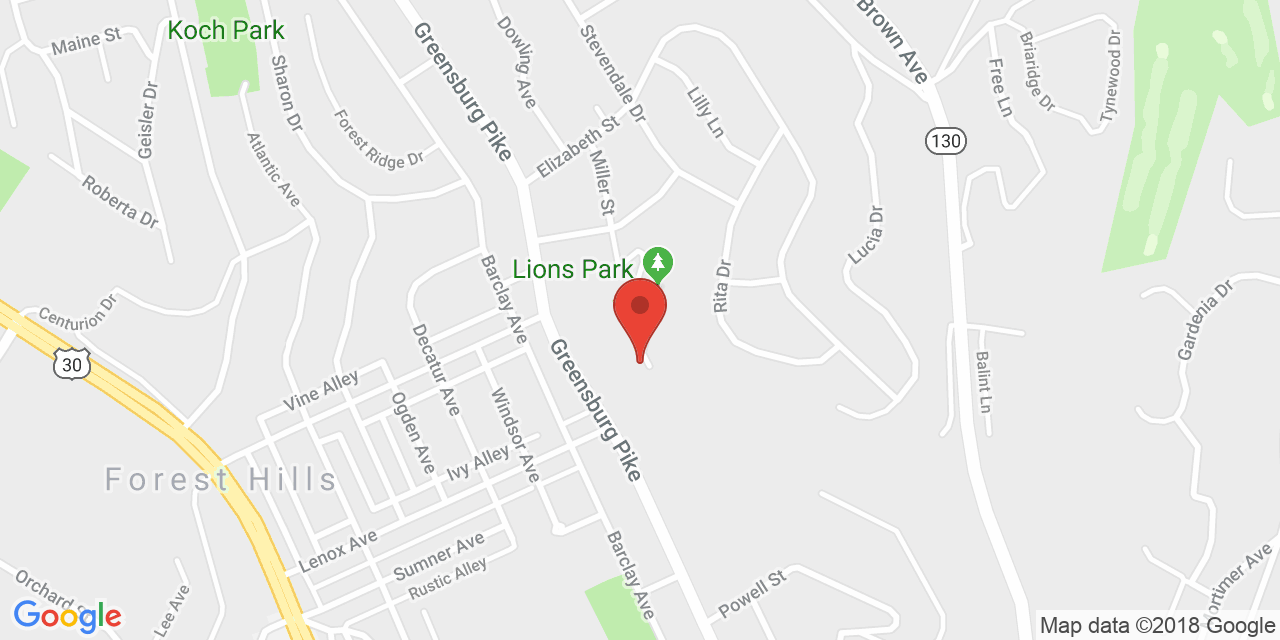 Koch Park
Maine St
Geisler Dr
Roberta Dr
Sharon Dr
Atlantic Ave
Forest Ridge Dr
Greensburg Pike
Dowling Ave
Stevendale Dr
Elizabeth St
Miller St
Lilly Ln
Brown Ave
Free Ln
Briaridge Dr
Tynewood Dr
130
Lucia Dr
Rita Dr
Lions Park
Barclay Ave
Centurion Dr
30
Vine Alley
Decatur Ave
Ogden Ave
Windsor Ave
Ivy Alley
Greensburg Pike
Balint Ln
Gardenia Dr
Forest Hills
Lenox Ave
Sumner Ave
Rustic Alley
Barclay Ave
Powell St
Orchard
Lee Ave
Mortimer Ave
Google
Map data ©2018 Google